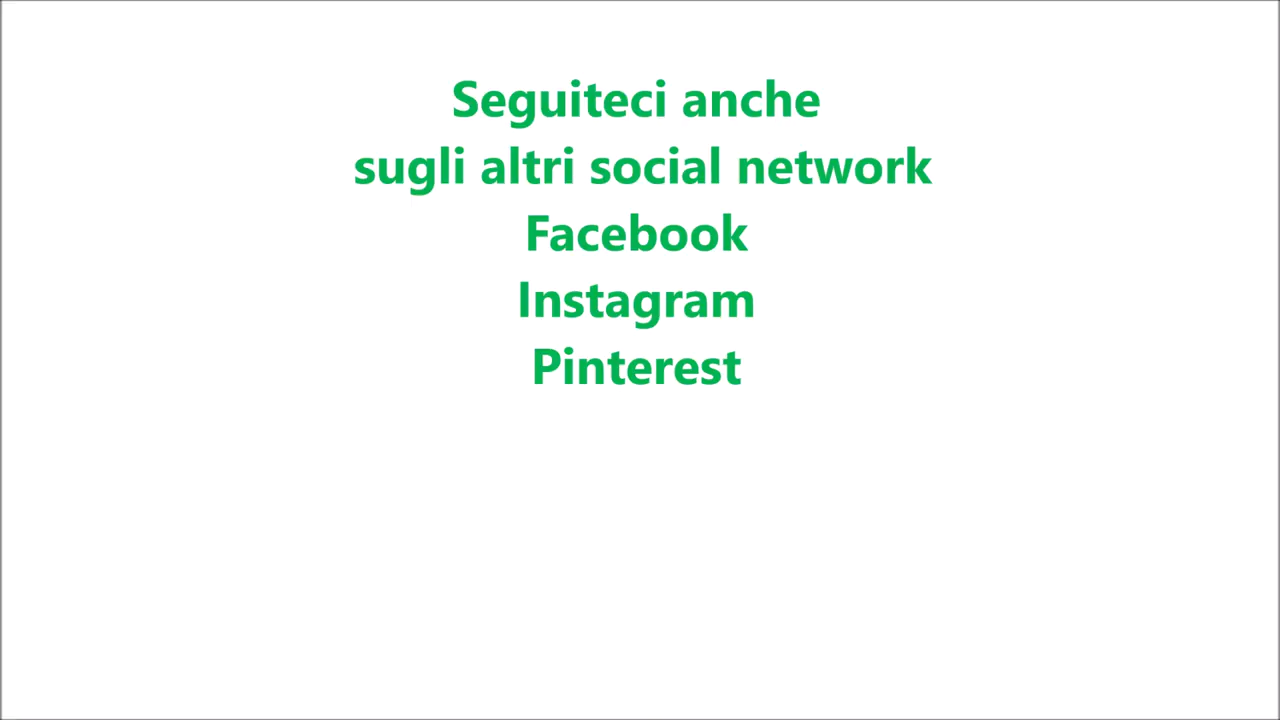 Seguiteci anche
sugli altri social network
Facebook
Instagram
Pinterest